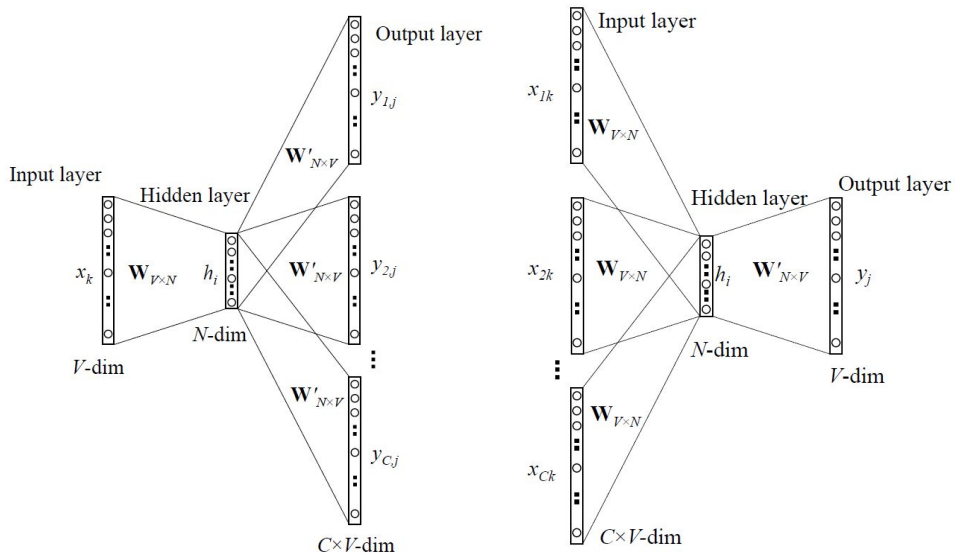 Output layer
y1,j
W'N×V
Input layer
Hidden layer
xk
WV×N
hi
W'N×V
y2,j
N-dim
V-dim
W'N×V
yC,j
C×V-dim
Input layer
x1k
WV×N
Hidden layer
Output layer
x2k
WV×N
hi
W'N×V
yj
N-dim
V-dim
WV×N
xCk
C×V-dim